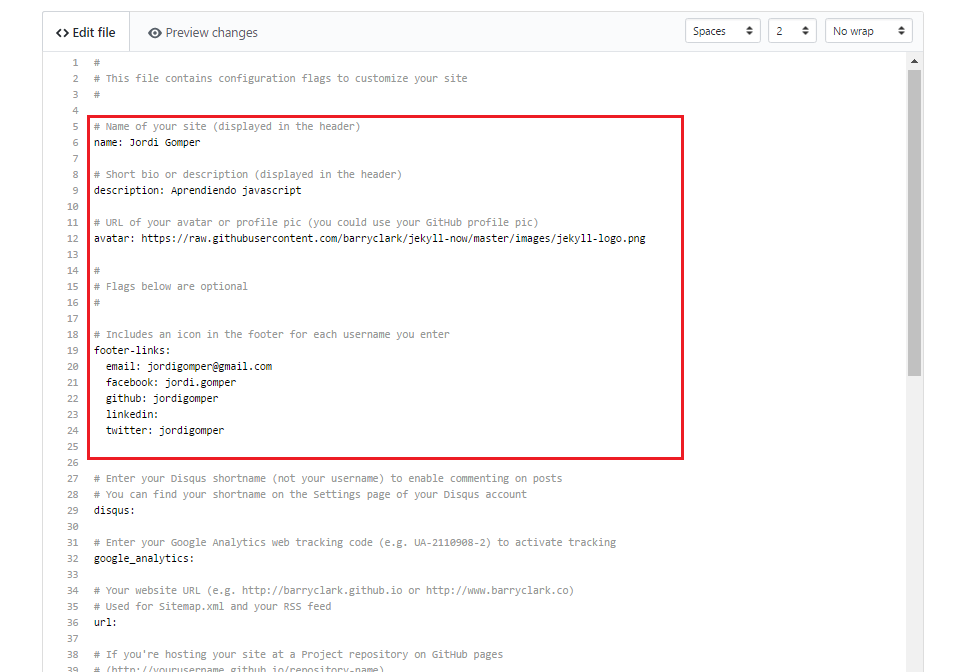 Edit file
Preview changes
Spaces
2
No wrap
1 #
2 # This file contains configuration flags to customize your site
3 #
4
5 # Name of your site (displayed in the header)
6 name: Jordi Gomper
7
8 # Short bio or description (displayed in the header)
9 description: Aprendiendo javascript
10
11 # URL of your avatar or profile pic (you could use your GitHub profile pic)
12 avatar: https://raw.githubusercontent.com/barryclark/jekyll-now/master/images/jekyll-logo.png
13
14 #
15 # Flags below are optional
16 #
17
18 # Includes an icon in the footer for each username you enter
19 footer-links:
20 email: jordigomper@gmail.com
21 facebook: jordi.gomper
22 github: jordigomper
23 linkedin:
24 twitter: jordigomper
25
26
27 # Enter your Disqus shortname (not your username) to enable commenting on posts
28 # You can find your shortname on the Settings page of your Disqus account
29 disqus:
30
31 # Enter your Google Analytics web tracking code (e.g. UA-2110908-2) to activate tracking
32 google_analytics:
33
34 # Your website URL (e.g. http://barryclark.github.io or http://www.barryclark.co)
35 # Used for Sitemap.xml and your RSS feed
36 url:
37
38 # If you're hosting your site at a Project repository on GitHub pages
39 # (http://yourusername.github.io/repository-name)